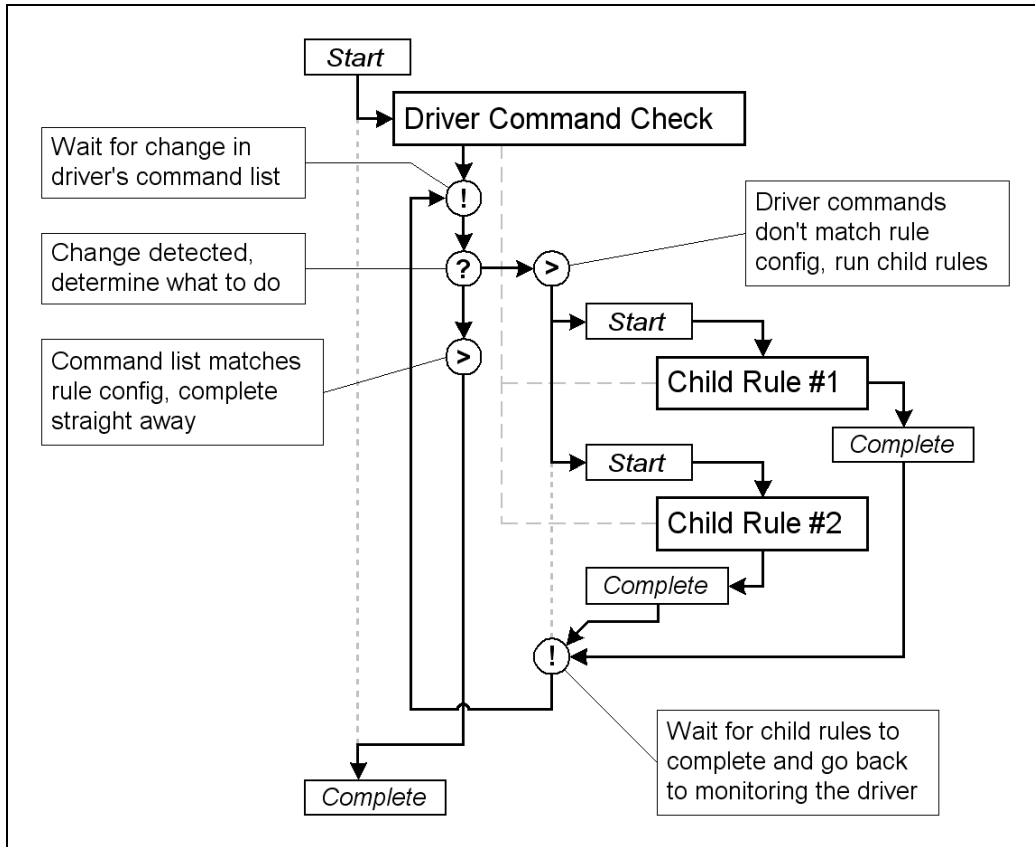 Start
Driver Command Check
Wait for change in
driver's command list
!
Driver commands
don't match rule
config, run child rules
Change detected,
determine what to do
?
>
Start
Command list matches
rule config, complete
straight away
>
Child Rule #1
Complete
Start
Child Rule #2
Complete
!
Wait for child rules to
complete and go back
to monitoring the driver
Complete